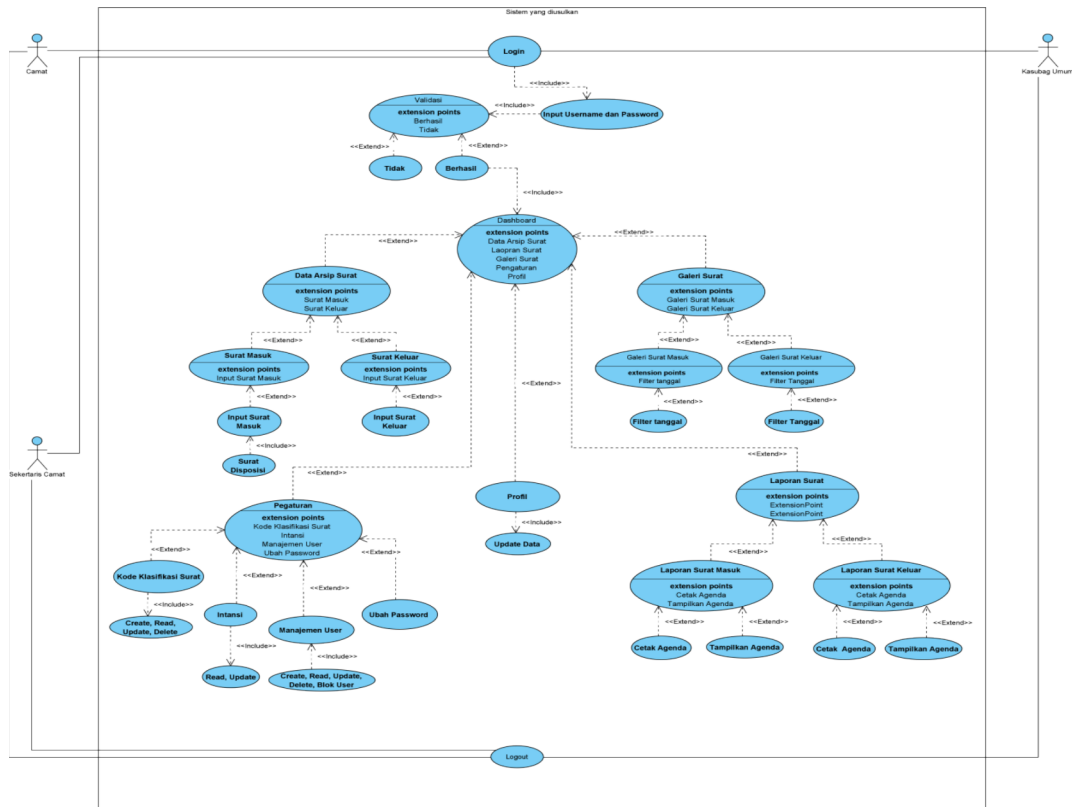 Sistem yang diusulkan
Camat
Login
Kasubag Umum
<<Include>>
Validasi
extension points
Berhasil
Tidak
<<Include>>
Input Username dan Password
<<Extend>>
<<Extend>>
Tidak
Berhasil
<<Include>>
Dashboard
extension points
Data Arsip Surat
Laopran Surat
Galeri Surat
Pengaturan
Profil
<<Extend>>
<<Extend>>
Data Arsip Surat
extension points
Surat Masuk
Surat Keluar
Galeri Surat
extension points
Galeri Surat Masuk
Galeri Surat Keluar
<<Extend>>
<<Extend>>
<<Extend>>
<<Extend>>
Surat Masuk
extension points
Input Surat Masuk
Surat Keluar
extension points
Input Surat Keluar
Galeri Surat Masuk
extension points
Filter tanggal
Galeri Surat Keluar
extension points
Filter Tanggal
<<Extend>>
<<Extend>>
<<Extend>>
<<Extend>>
<<Extend>>
Input Surat
Masuk
Input Surat
Keluar
Filter tanggal
Filter Tanggal
<<Include>>
Surat
Disposisi
Sekertaris Camat
<<Extend>>
<<Extend>>
Pegaturan
extension points
Kode Klasifikasi Surat
Intansi
Manajemen User
Ubah Password
Profil
<<Include>>
Update Data
Laporan Surat
extension points
ExtensionPoint
ExtensionPoint
<<Extend>>
<<Extend>>
<<Extend>>
<<Extend>>
<<Extend>>
<<Extend>>
Kode Klasifikasi Surat
<<Include>>
Create, Read,
Update, Delete
Intansi
<<Include>>
Read, Update
Manajemen User
<<Include>>
Create, Read, Update,
Delete, Blok User
Ubah Password
Laporan Surat Masuk
extension points
Cetak Agenda
Tampilkan Agenda
Laporan Surat Keluar
extension points
Cetak Agenda
Tampilkan Agenda
<<Extend>>
<<Extend>>
<<Extend>>
<<Extend>>
Cetak Agenda
Tampilkan Agenda
Cetak Agenda
Tampilkan Agenda
Logout